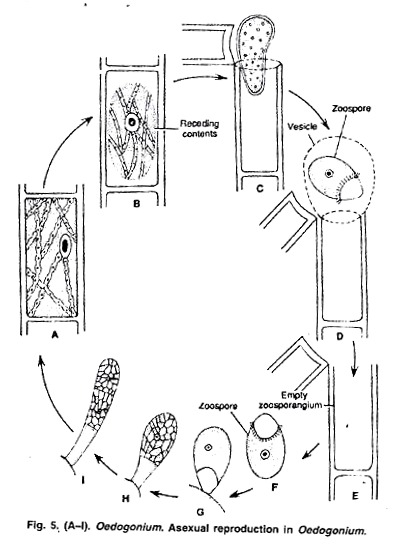 Receding
contents
B
C
Zoospore
Vesicle
A
D
Zoospore
Empty
zoosporangium
I
H
G
F
E
Fig. 5. (A–I). Oedogonium. Asexual reproduction in Oedogonium.